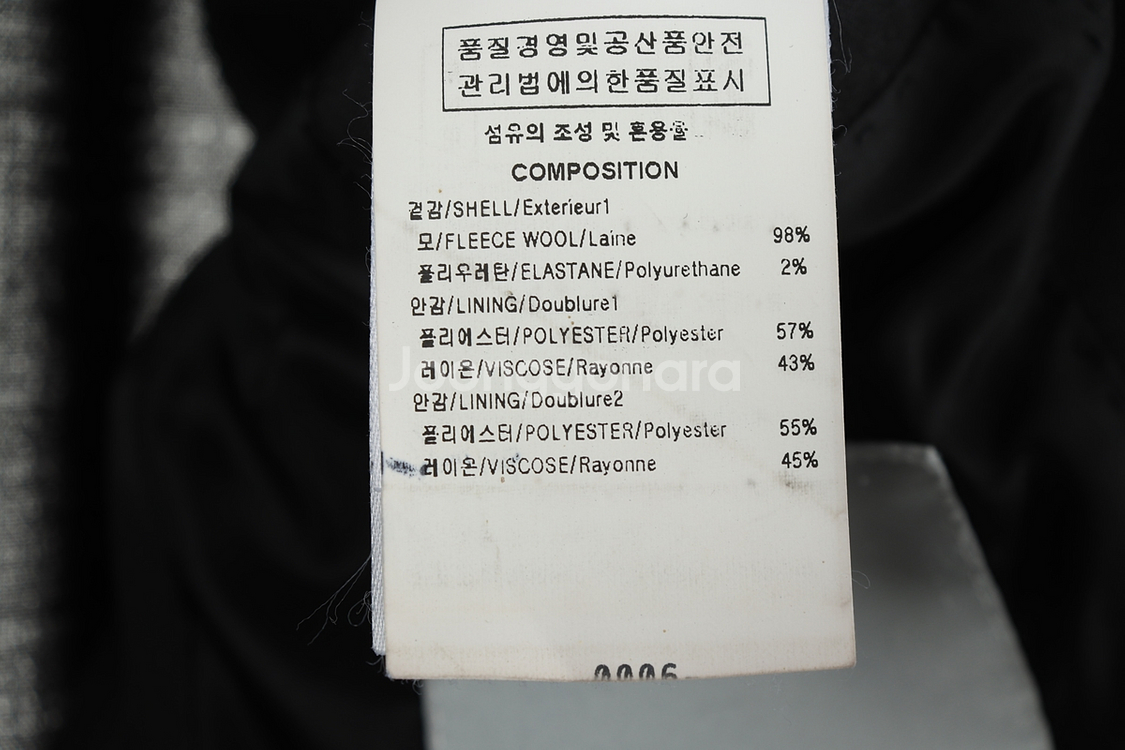 품질경영및공산품안전
관리법에의한품질표시
섬유의 조성 및 혼용율
COMPOSITION
겉감/SHELL/Exterieur1
모/FLEECE WOOL/Laine 98%
폴리우레탄/ELASTANE/Polyurethane 2%
안감/LINING/Doublure1
폴리에스터/POLYESTER/Polyester 57%
레이온/VISCOSE/Rayonne 43%
Joonggonara
안감/LINING/Doublure2
폴리에스터/POLYESTER/Polyester 55%
레이온/VISCOSE/Rayonne 45%